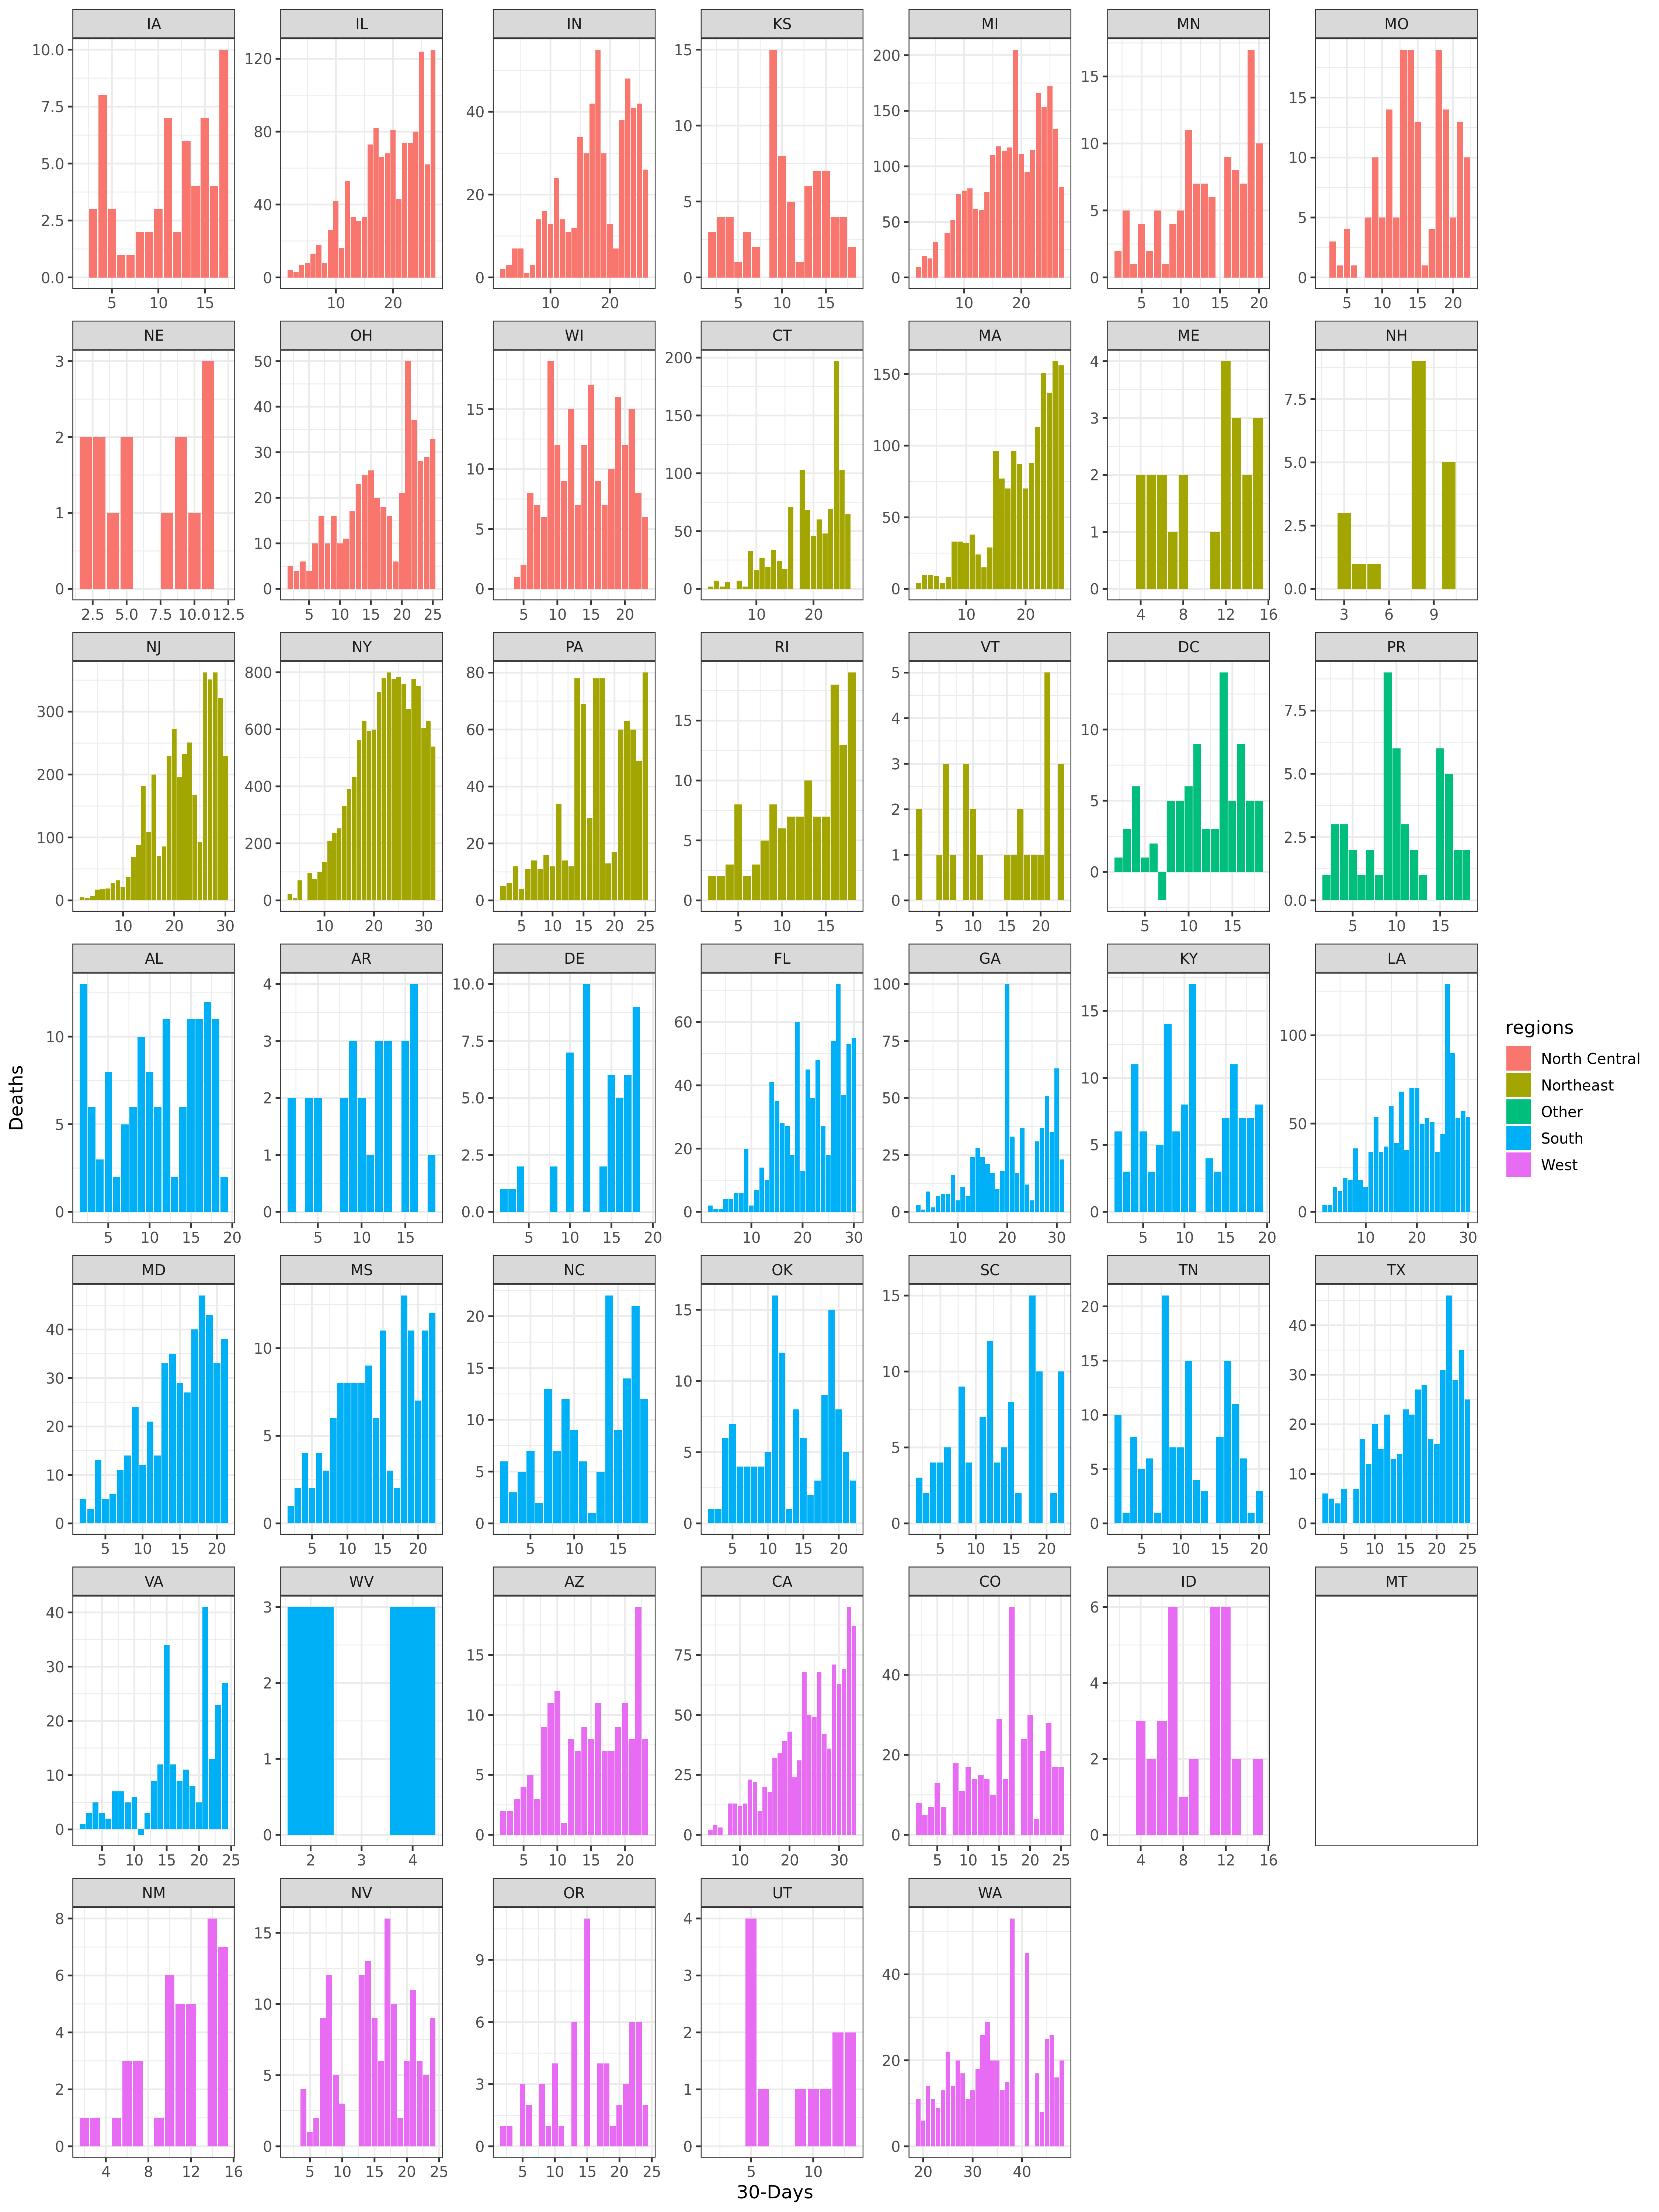 IA IL IN KS MI MN MO
0.0 2.5 5.0 7.5 10.0
5 10 15
0 40 80 120
10 20
0 20 40
10 20
0 5 10 15
5 10 15
0 50 100 150 200
10 20
0 5 10 15
5 10 15 20
0 5 10 15
5 10 15 20
NE OH WI CT MA ME NH
0 1 2 3
2.5 5.0 7.5 10.0 12.5
0 10 20 30 40 50
5 10 15 20 25
0 5 10 15
5 10 15 20
0 50 100 150 200
10 20
0 50 100 150
10 20
0 1 2 3 4
4 8 12 16
0.0 2.5 5.0 7.5
3 6 9
NJ NY PA RI VT DC PR
0 100 200 300
10 20 30
0 200 400 600 800
10 20 30
0 20 40 60 80
5 10 15 20 25
0 5 10 15
5 10 15
0 1 2 3 4 5
5 10 15 20
0 5 10
5 10 15
0.0 2.5 5.0 7.5
5 10 15
AL AR DE FL GA KY LA
0 5 10
5 10 15 20
0 1 2 3 4
5 10 15
0.0 2.5 5.0 7.5 10.0
5 10 15 20
0 20 40 60
10 20 30
0 25 50 75 100
10 20 30
0 5 10 15
5 10 15 20
0 50 100
10 20 30
MD MS NC OK SC TN TX
0 10 20 30 40
5 10 15 20
0 5 10
5 10 15 20
0 5 10 15 20
5 10 15
0 5 10 15
5 10 15 20
0 5 10 15
5 10 15 20
0 5 10 15 20
5 10 15 20
0 10 20 30 40
5 10 15 20 25
VA WV AZ CA CO ID MT
0 10 20 30 40
5 10 15 20 25
0 1 2 3
2 3 4
0 5 10 15
5 10 15 20
0 25 50 75
10 20 30
0 20 40
5 10 15 20 25
0 2 4 6
4 8 12 16
NM NV OR UT WA
0 2 4 6 8
4 8 12 16
0 5 10 15
5 10 15 20 25
0 3 6 9
5 10 15 20 25
0 1 2 3 4
5 10
0 20 40
20 30 40
Deaths
30-Days
regions
North Central
Northeast
Other
South
West